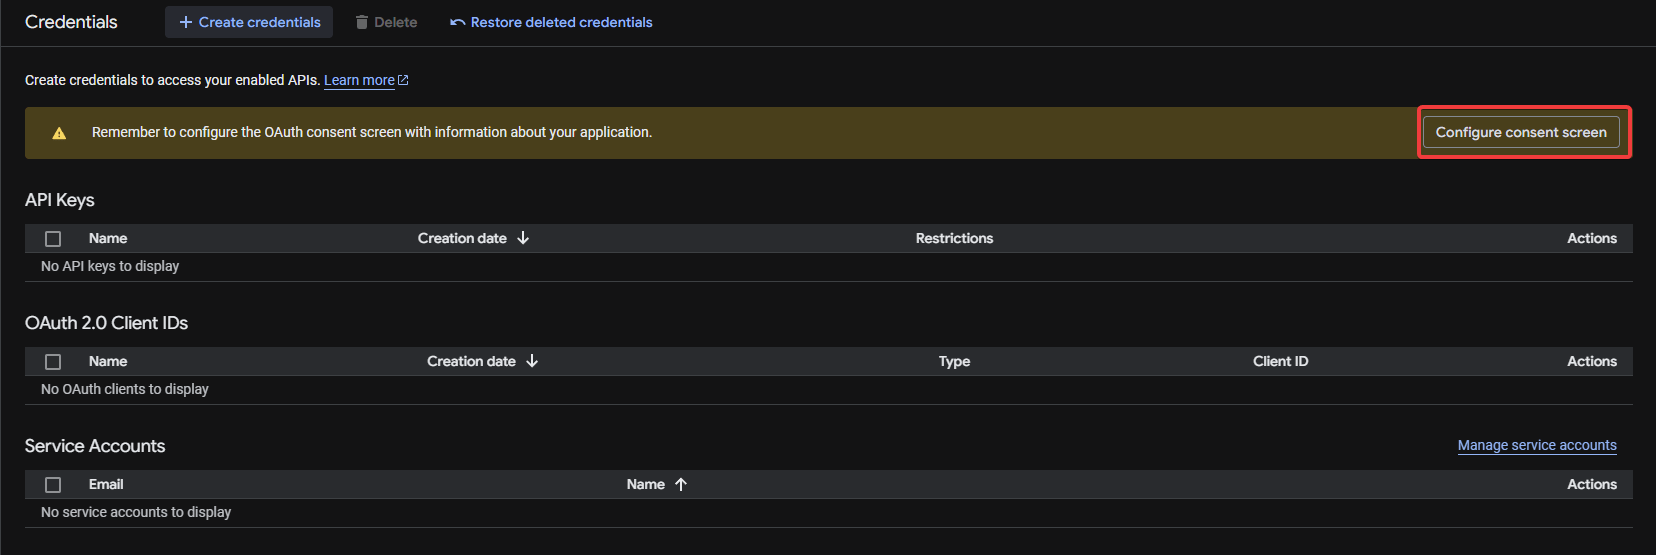 Credentials
Create credentials
Delete
Restore deleted credentials
Create credentials to access your enabled APIs. Learn more
Remember to configure the OAuth consent screen with information about your application.
Configure consent screen
API Keys
Name Creation date Restrictions Actions
No API keys to display
OAuth 2.0 Client IDs
Name Creation date Type Client ID Actions
No OAuth clients to display
Service Accounts
Manage service accounts
Email Name Actions
No service accounts to display